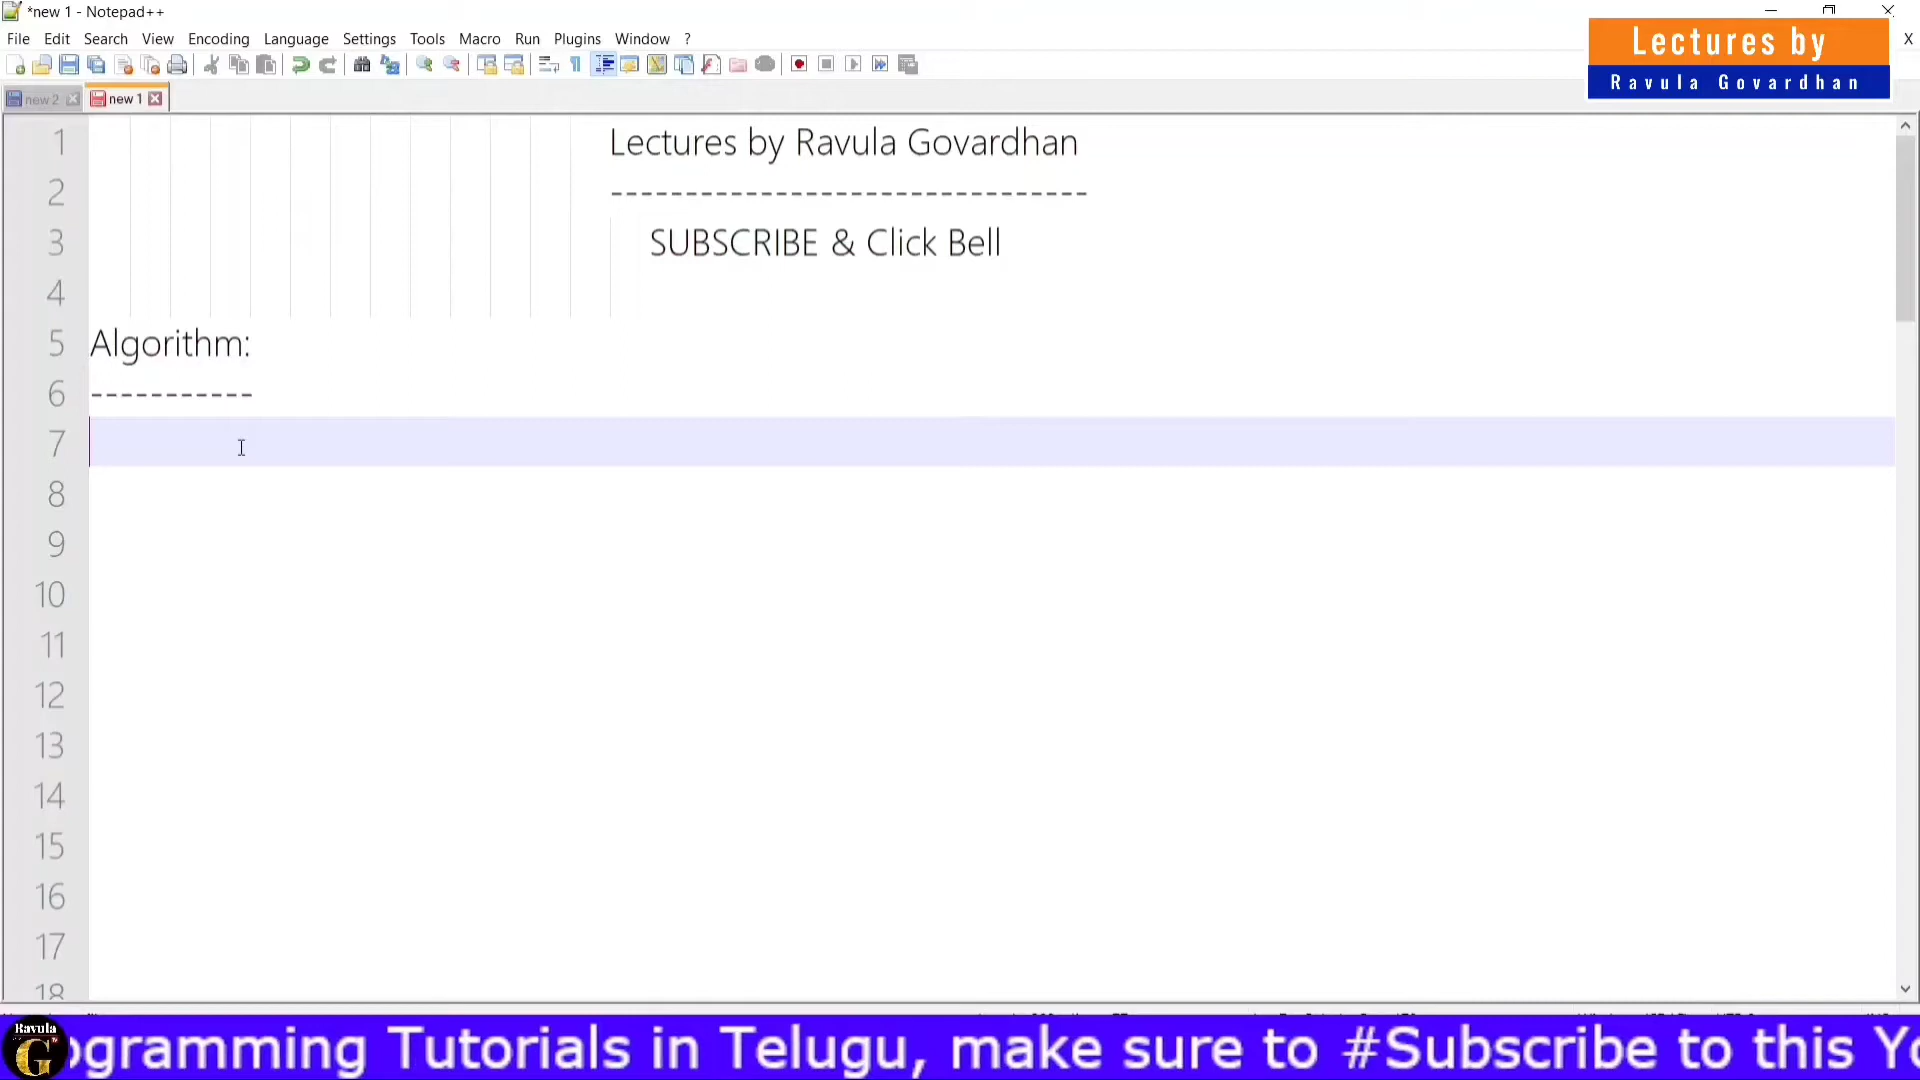 *new 1 - Notepad++
File Edit Search View Encoding Language Settings Tools Macro Run Plugins Window ? X
Lectures by
Ravula Govardhan
new 2 new 1
1 Lectures by Ravula Govardhan
2 -------------------------------
3 SUBSCRIBE & Click Bell
4
5 Algorithm:
6 -----------
7
8
9
10
11
12
13
14
15
16
17
18
Ravula
G
ogramming Tutorials in Telugu, make sure to #Subscribe to this Yo